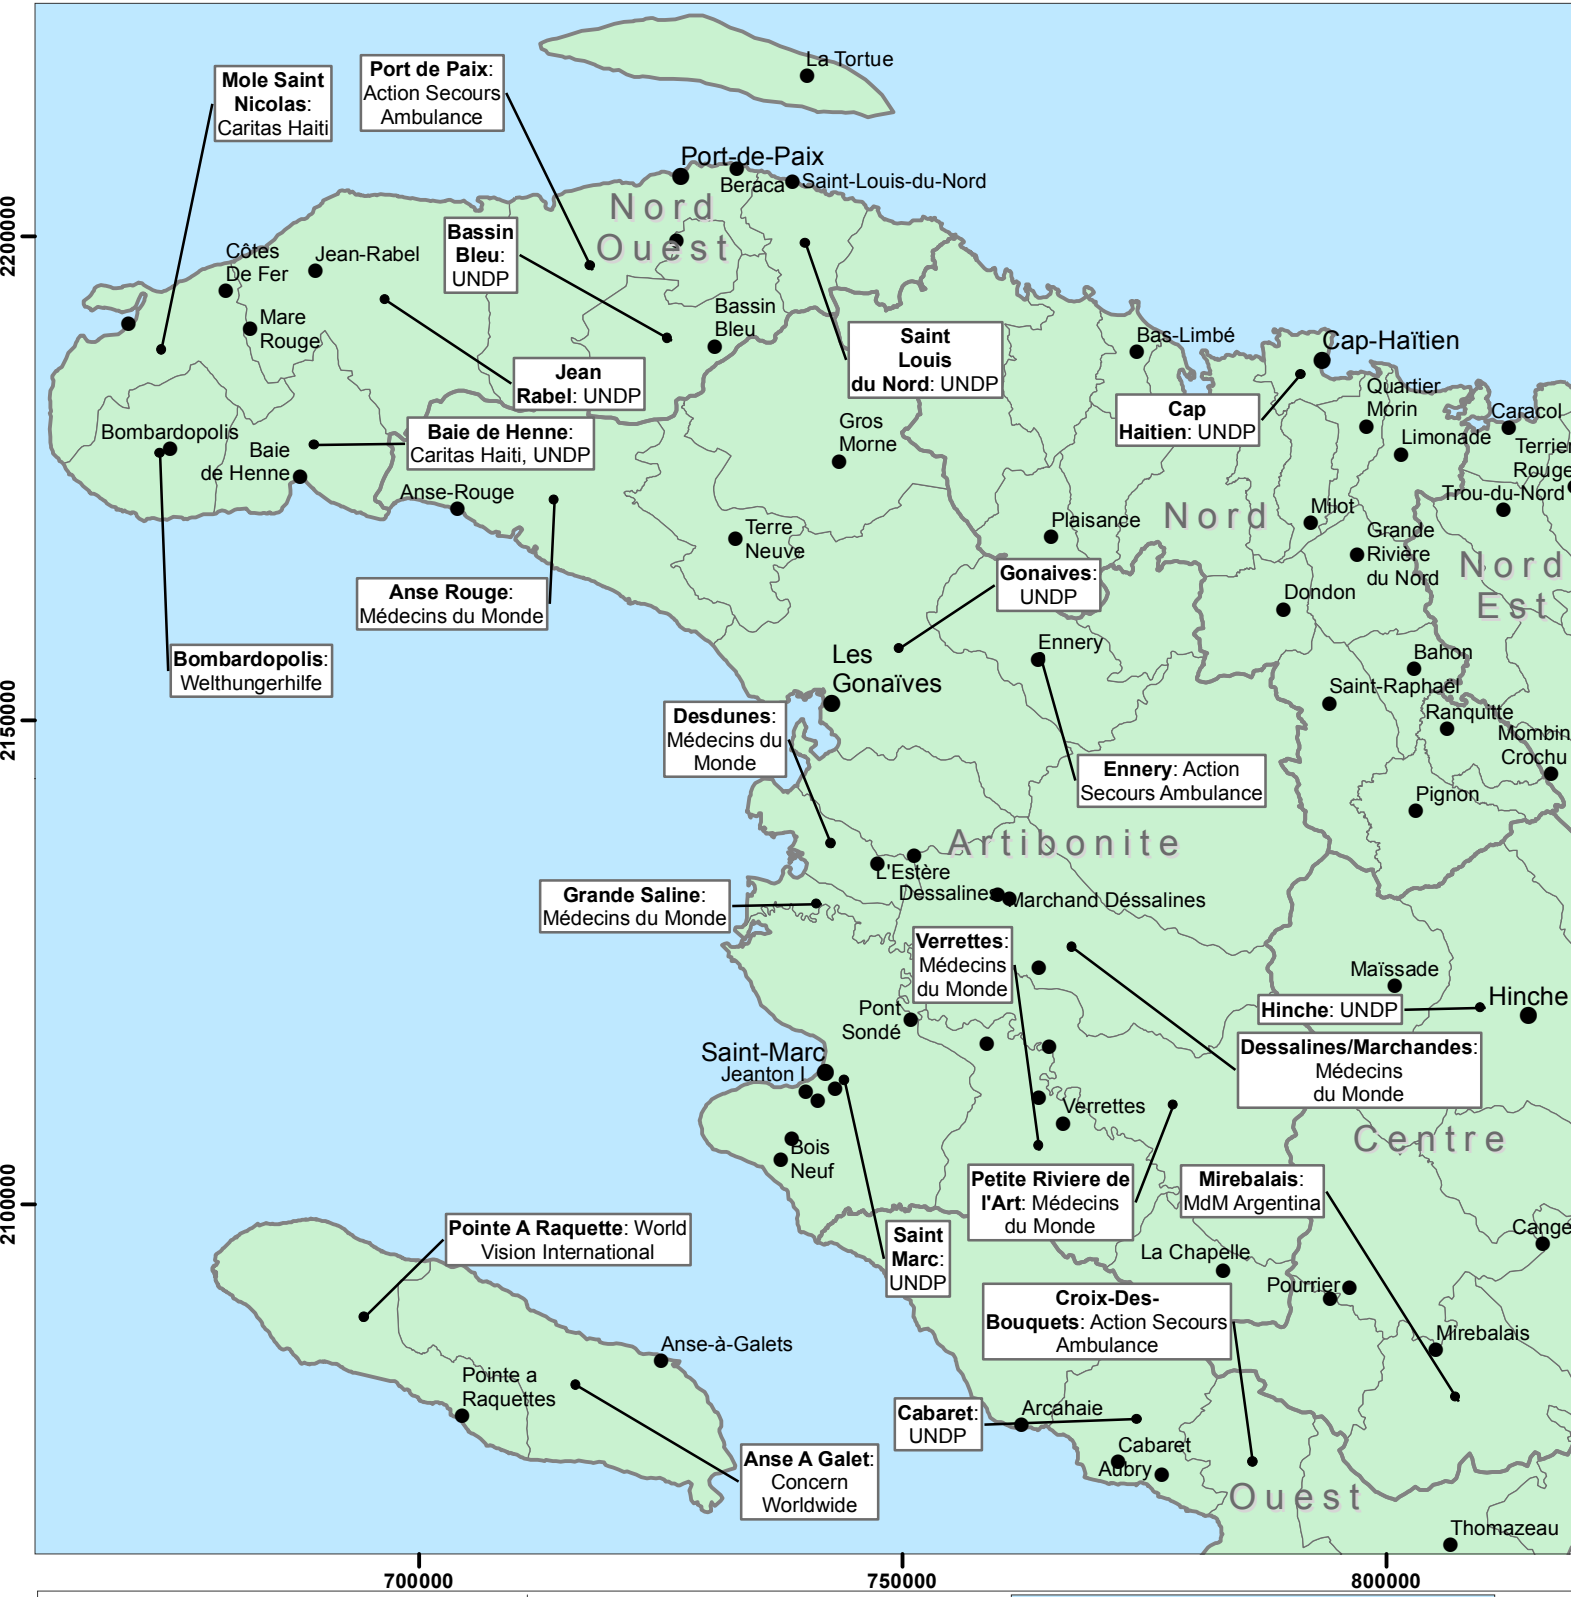 La Tortue
Mole Saint
Nicolas:
Caritas Haiti
Port de Paix:
Action Secours
Ambulance
Port-de-Paix
Beraca
Saint-Louis-du-Nord
Nord
Ouest
2200000
Bassin
Bleu:
UNDP
Côtes
De Fer
Jean-Rabel
Mare
Rouge
Bassin
Bleu
Saint
Louis
du Nord: UNDP
Bas-Limbé
Cap-Haïtien
Jean
Rabel: UNDP
Quartier
Morin
Cap
Haitien: UNDP
Caracol
Limonade
Terrier
Rouge
Trou-du-Nord
Bombardopolis
Baie
de Henne
Baie de Henne:
Caritas Haiti, UNDP
Gros
Morne
Anse-Rouge
Terre
Neuve
Plaisance
Nord
Milot
Grande
Rivière
du Nord
Nord
Est
Gonaives:
UNDP
Anse Rouge:
Médecins du Monde
Dondon
Bombardopolis:
Welthungerhilfe
Les
Gonaïves
Ennery
Bahon
Saint-Raphaël
Ranquitte
Mombin
Crochu
2150000
Desdunes:
Médecins du
Monde
Ennery: Action
Secours Ambulance
Pignon
Artibonite
L'Estère
Dessalines
Marchand Déssalines
Grande Saline:
Médecins du Monde
Verrettes:
Médecins
du Monde
Maïssade
Hinche
Hinche: UNDP
Pont
Sondé
Dessalines/Marchandes:
Médecins
du Monde
Saint-Marc
Jeanton I
Verrettes
Centre
Bois
Neuf
Petite Riviere de
l'Art: Médecins
du Monde
Mirebalais:
MdM Argentina
2100000
Cange
Pointe A Raquette: World
Vision International
Saint
Marc:
UNDP
La Chapelle
Pourrier
Croix-Des-
Bouquets: Action Secours
Ambulance
Mirebalais
Anse-à-Galets
Pointe a
Raquettes
Cabaret:
UNDP
Arcahaie
Cabaret
Aubry
Anse A Galet:
Concern
Worldwide
Ouest
Thomazeau
700000
750000
800000